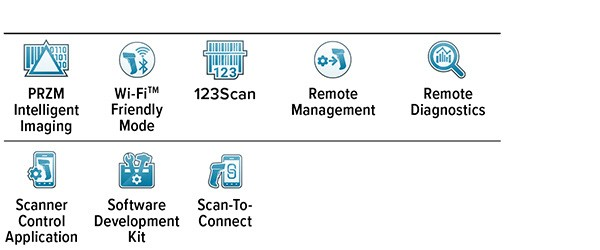 PRZM
Intelligent
Imaging
Wi-Fi™
Friendly
Mode
123Scan
Remote
Management
Remote
Diagnostics
Scanner
Control
Application
Software
Development
Kit
Scan-To-
Connect